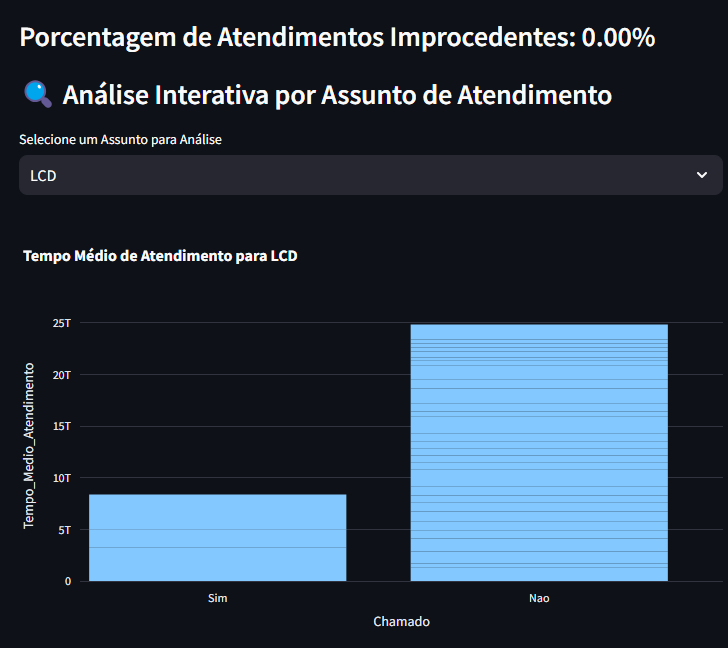 Porcentagem de Atendimentos Improcedentes: 0.00%
Análise Interativa por Assunto de Atendimento
Selecione um Assunto para Análise
LCD
Tempo Médio de Atendimento para LCD
Tempo_Medio_Atendimento
25T
20T
15T
10T
5T
0
Sim
Nao
Chamado